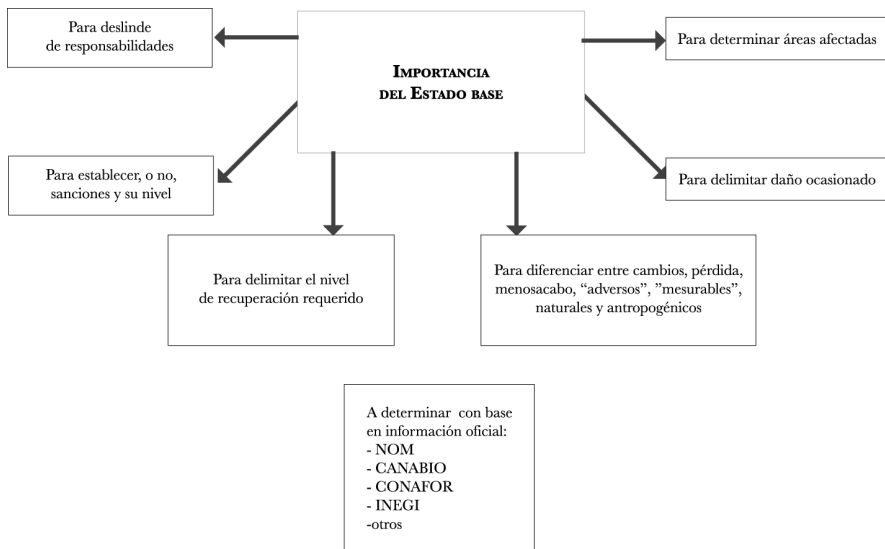 Para deslinde
de responsabilidades
IMPORTANCIA
DEL ESTADO BASE
Para determinar áreas afectadas
Para establecer, o no,
sanciones y su nivel
Para delimitar daño ocasionado
Para delimitar el nivel
de recuperación requerido
Para diferenciar entre cambios, pérdida,
menosacabo, “adversos”, ”mesurables”,
naturales y antropogénicos
A determinar con base
en información oficial:
- NOM
- CANABIO
- CONAFOR
- INEGI
-otros